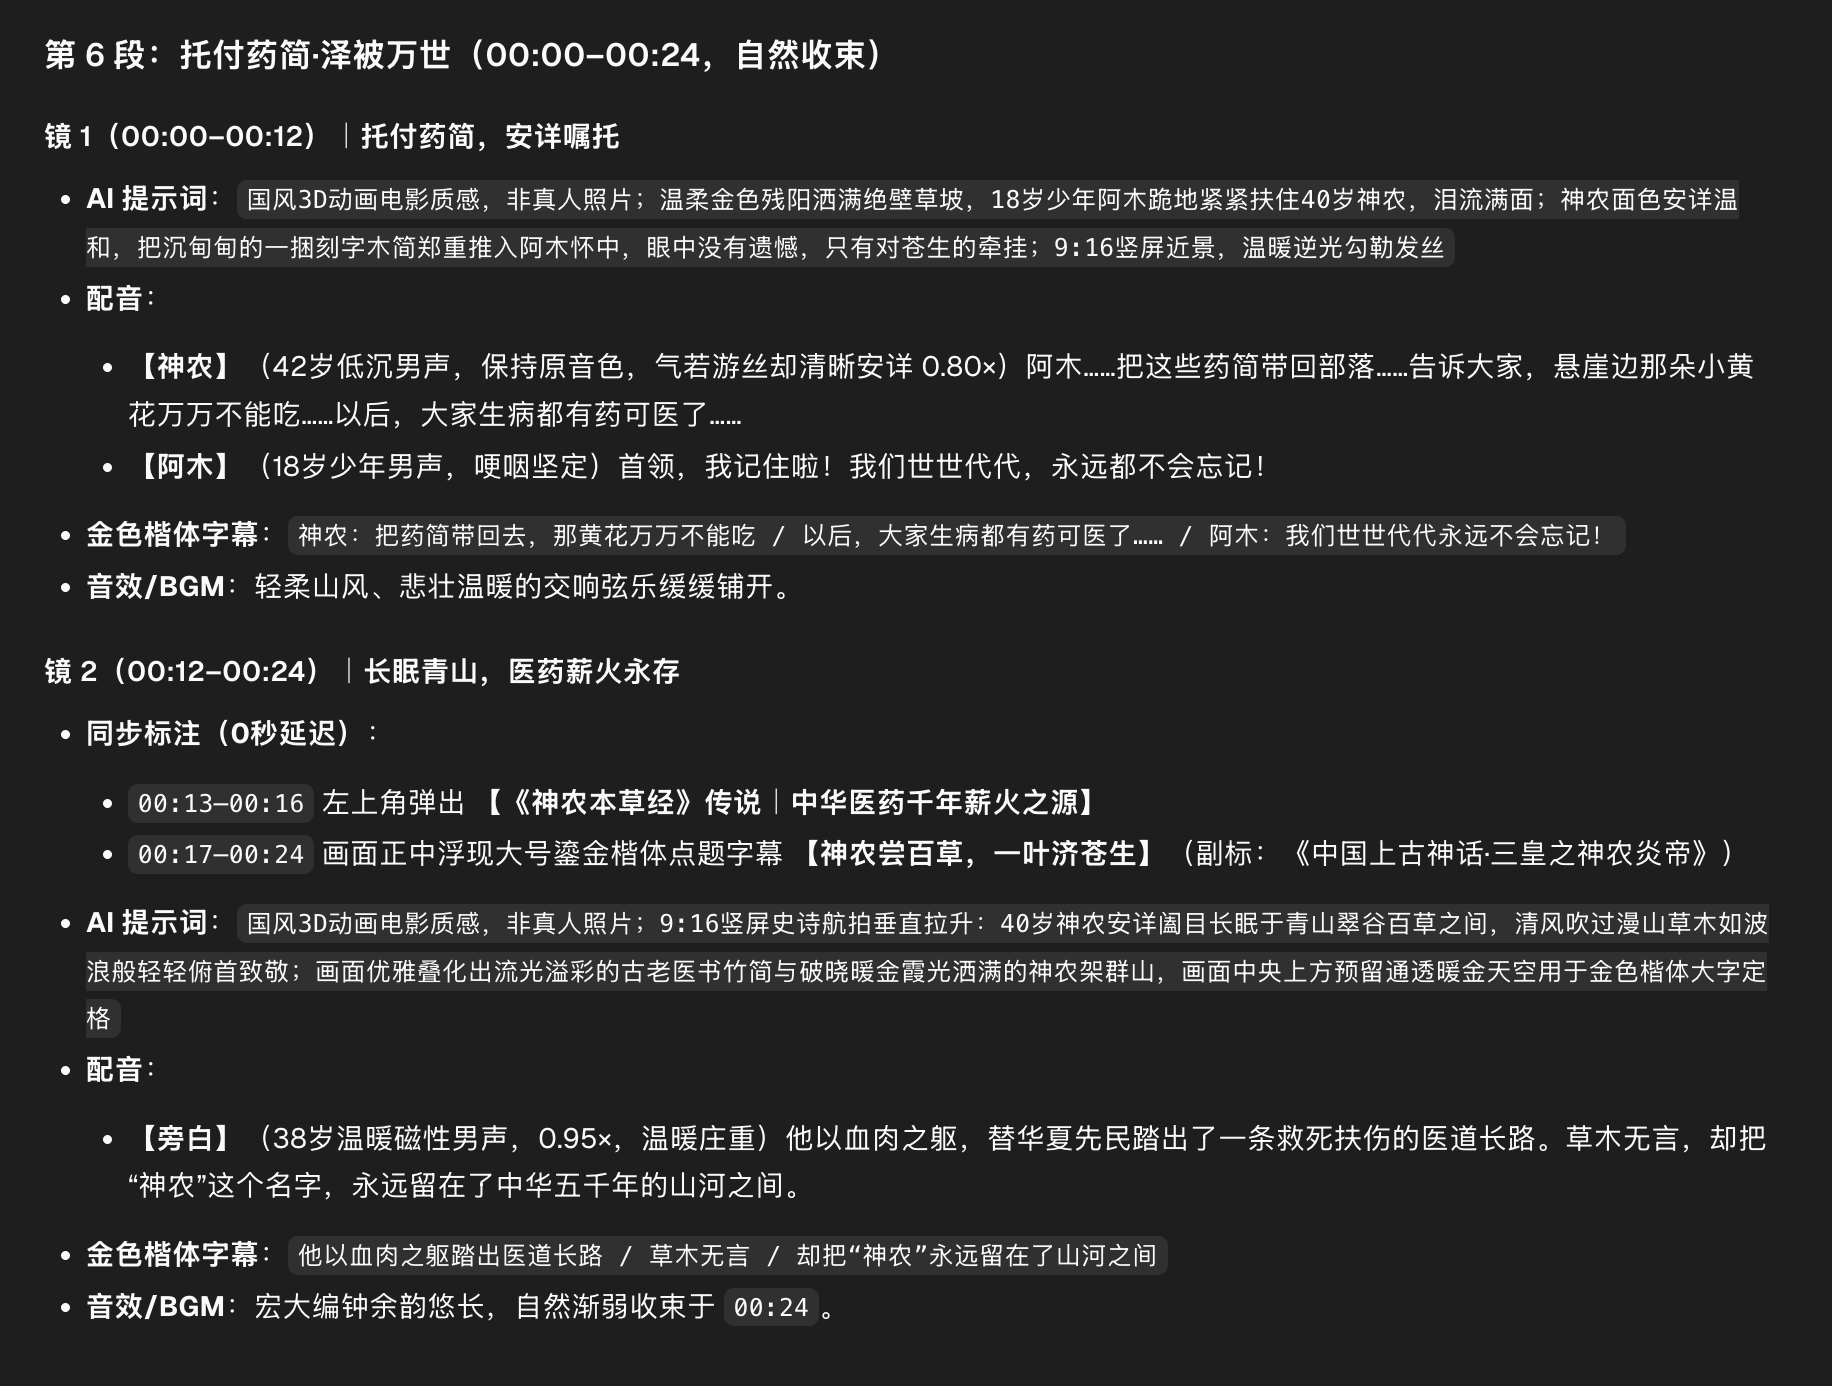 第 6 段：托付药简·泽被万世（00:00–00:24，自然收束）
镜 1（00:00–00:12）｜托付药简，安详嘱托
• AI 提示词： 国风3D动画电影质感，非真人照片；温柔金色残阳洒满绝壁草坡，18岁少年阿木跪地紧紧扶住40岁神农，泪流满面；神农面色安详温
和，把沉甸甸的一捆刻字木简郑重推入阿木怀中，眼中没有遗憾，只有对苍生的牵挂；9:16竖屏近景，温暖逆光勾勒发丝
• 配音：
• 【神农】（42岁低沉男声，保持原音色，气若游丝却清晰安详 0.80×）阿木……把这些药简带回部落……告诉大家，悬崖边那朵小黄
花万万不能吃……以后，大家生病都有药可医了……
• 【阿木】（18岁少年男声，哽咽坚定）首领，我记住啦！我们世世代代，永远都不会忘记！
• 金色楷体字幕： 神农：把药简带回去，那黄花万万不能吃 / 以后，大家生病都有药可医了…… / 阿木：我们世世代代永远不会忘记！
• 音效/BGM：轻柔山风、悲壮温暖的交响弦乐缓缓铺开。
镜 2（00:12–00:24）｜长眠青山，医药薪火永存
• 同步标注（0秒延迟）：
• 00:13–00:16 左上角弹出 【《神农本草经》传说｜中华医药千年薪火之源】
• 00:17–00:24 画面正中浮现大号鎏金楷体点题字幕 【神农尝百草，一叶济苍生】（副标：《中国上古神话·三皇之神农炎帝》）
• AI 提示词： 国风3D动画电影质感，非真人照片；9:16竖屏史诗航拍垂直拉升：40岁神农安详阖目长眠于青山翠谷百草之间，清风吹过漫山草木如波
浪般轻轻俯首致敬；画面优雅叠化出流光溢彩的古老医书竹简与破晓暖金霞光洒满的神农架群山，画面中央上方预留通透暖金天空用于金色楷体大字定
格
• 配音：
• 【旁白】（38岁温暖磁性男声，0.95×，温暖庄重）他以血肉之躯，替华夏先民踏出了一条救死扶伤的医道长路。草木无言，却把
“神农”这个名字，永远留在了中华五千年的山河之间。
• 金色楷体字幕： 他以血肉之躯踏出医道长路 / 草木无言 / 却把“神农”永远留在了山河之间
• 音效/BGM：宏大编钟余韵悠长，自然渐弱收束于 00:24。